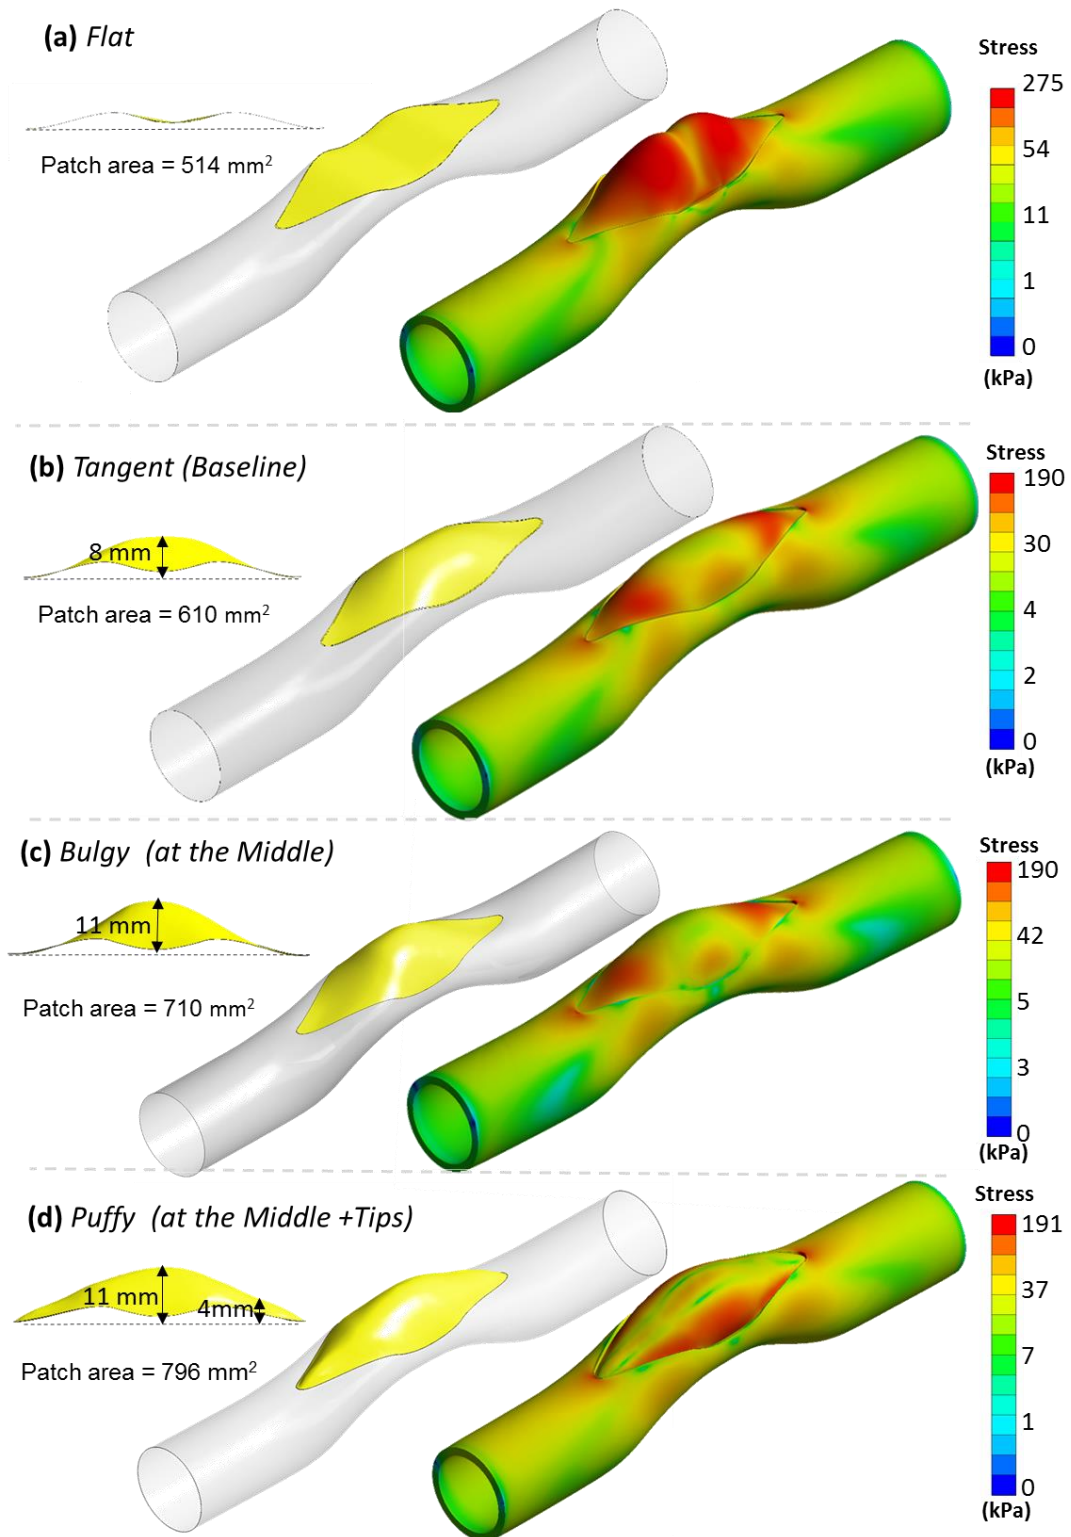 (a) Flat
Patch area = 514 mm²
Stress
275
54
11
1
0
(kPa)
(b) Tangent (Baseline)
8 mm
Patch area = 610 mm²
Stress
190
30
4
2
0
(kPa)
(c) Bulgy (at the Middle)
11 mm
Patch area = 710 mm²
Stress
190
42
5
3
0
(kPa)
(d) Puffy (at the Middle +Tips)
11 mm
4mm
Patch area = 796 mm²
Stress
191
37
7
1
0
(kPa)